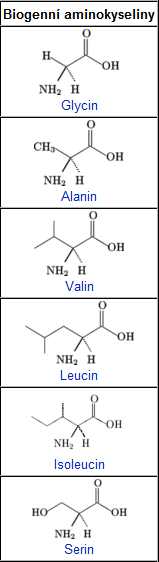 Biogenní aminokyseliny
O
H
OH
NH₂ H
Glycin
O
CH₃
OH
NH₂ H
Alanin
O
OH
NH₂ H
Valin
O
OH
NH₂ H
Leucin
O
OH
NH₂ H
Isoleucin
O
HO
OH
NH₂ H
Serin